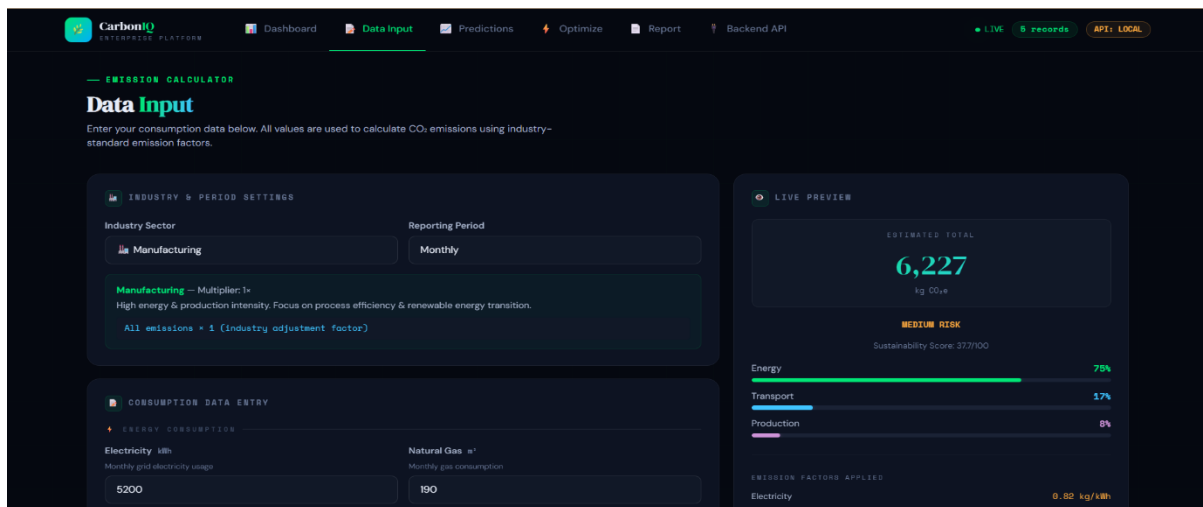 CarbonIQ
ENTERPRISE PLATFORM
Dashboard
Data Input
Predictions
Optimize
Report
Backend API
LIVE
5 records
API: LOCAL
EMISSION CALCULATOR
Data Input
Enter your consumption data below. All values are used to calculate CO₂ emissions using industry-
standard emission factors.
INDUSTRY & PERIOD SETTINGS
Industry Sector
Reporting Period
Manufacturing
Monthly
Manufacturing — Multiplier: 1×
High energy & production intensity. Focus on process efficiency & renewable energy transition.
All emissions × 1 (industry adjustment factor)
CONSUMPTION DATA ENTRY
ENERGY CONSUMPTION
Electricity kWh
Natural Gas m³
Monthly grid electricity usage
Monthly gas consumption
5200
190
LIVE PREVIEW
ESTIMATED TOTAL
6,227
kg CO₂e
MEDIUM RISK
Sustainability Score: 37.7/100
Energy 75%
Transport 17%
Production 8%
EMISSION FACTORS APPLIED
Electricity 0.82 kg/kWh